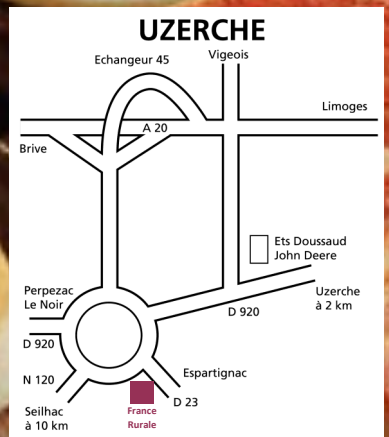 UZERCHE
Echangeur 45
Vigeois
Limoges
A 20
Brive
Ets Doussaud
John Deere
Perpezac
Le Noir
Uzerche
à 2 km
D 920
D 920
Espartignac
N 120
D 23
Seilhac
à 10 km
France
Rurale